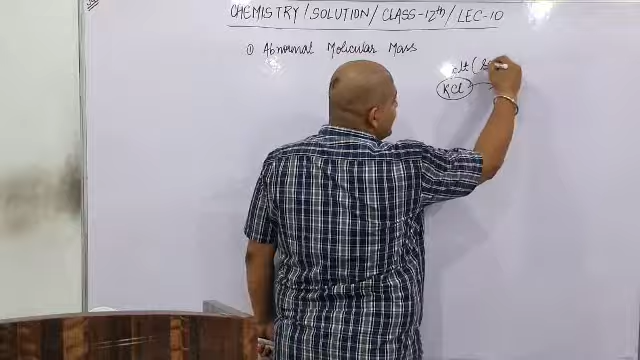 CHEMISTRY / SOLUTION / CLASS-12th / LEC-10
① Abnormal Molecular Mass
KCl